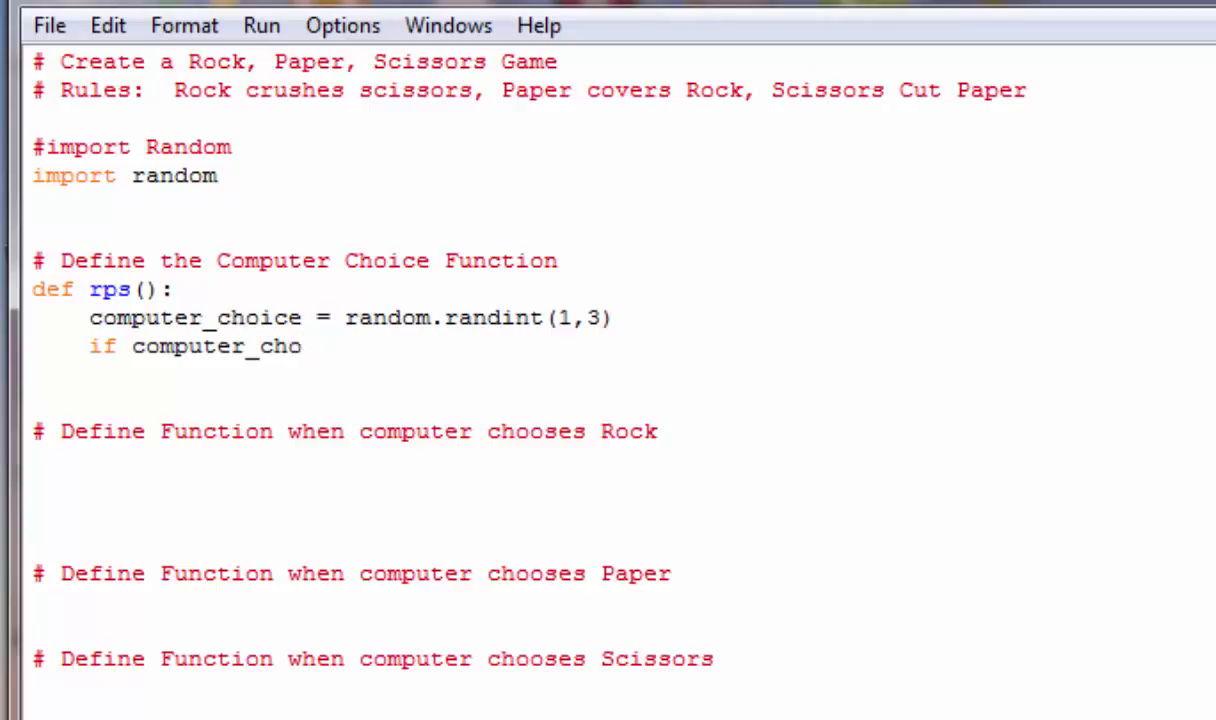 File Edit Format Run Options Windows Help
# Create a Rock, Paper, Scissors Game
# Rules:  Rock crushes scissors, Paper covers Rock, Scissors Cut Paper
#import Random
import random
# Define the Computer Choice Function
def rps():
    computer_choice = random.randint(1,3)
    if computer_cho
# Define Function when computer chooses Rock
# Define Function when computer chooses Paper
# Define Function when computer chooses Scissors